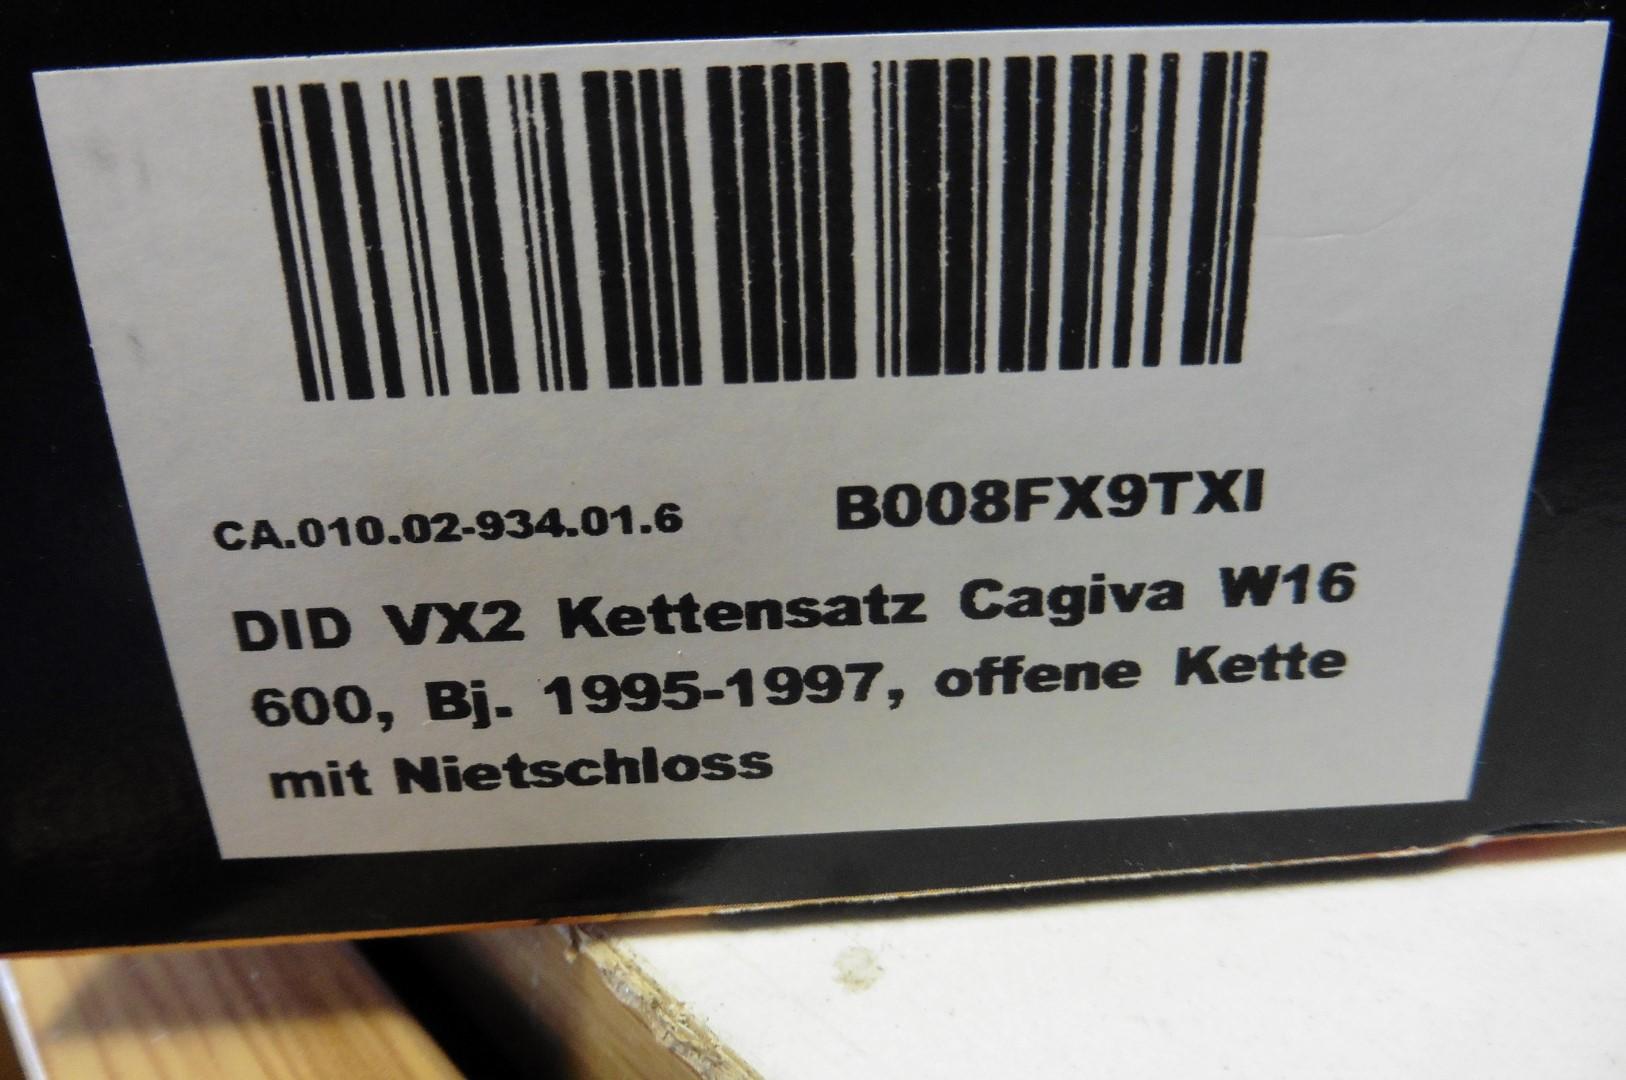 CA.010.02-934.01.6 B008FX9TXI
DID VX2 Kettensatz Cagiva W16
600, Bj. 1995-1997, offene Kette
mit Nietschloss